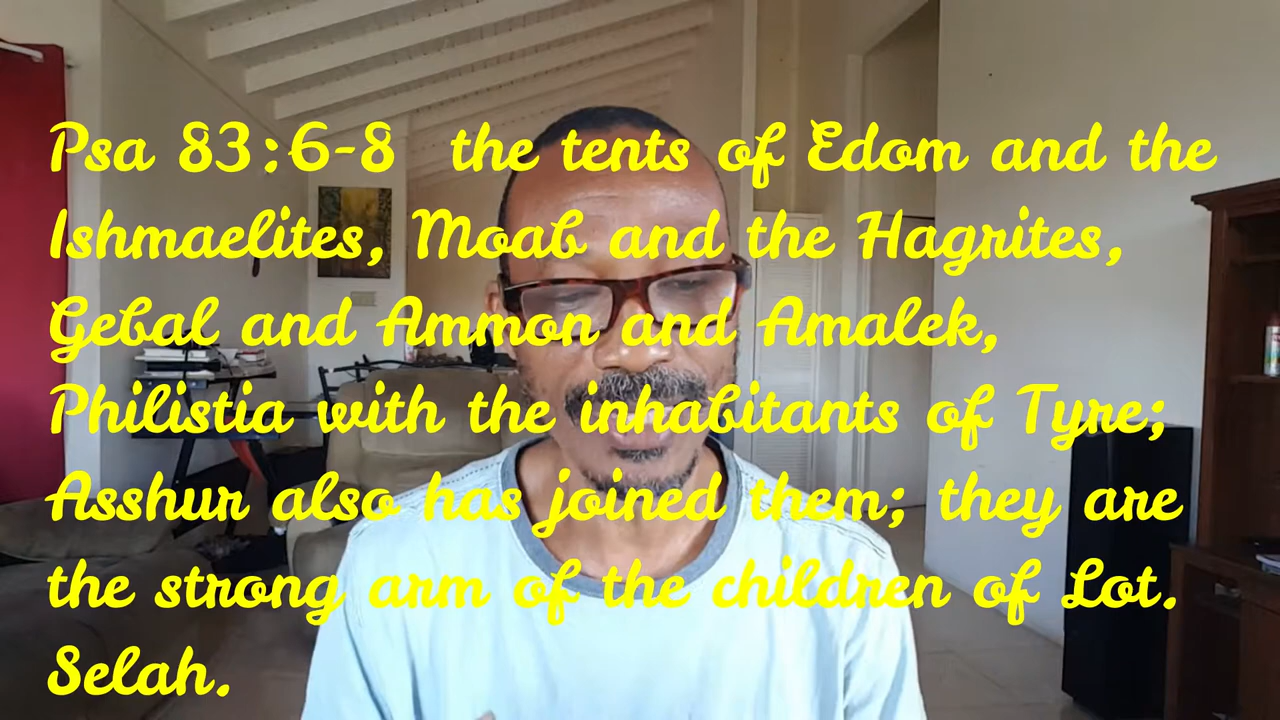 Psa 83:6-8 the tents of Edom and the
Ishmaelites, Moab and the Hagrites,
Gebal and Ammon and Amalek,
Philistia with the inhabitants of Tyre;
Asshur also has joined them; they are
the strong arm of the children of Lot.
Selah.